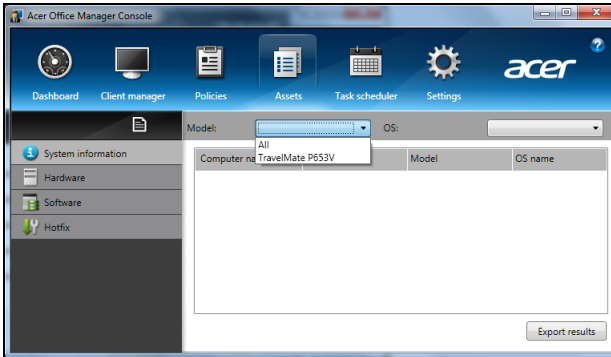 Acer Office Manager Console
?
acer
Dashboard Client manager Policies Assets Task scheduler Settings
Model: OS:
All
TravelMate P653V
System information
Hardware
Software
Hotfix
Computer na Model OS name
Export results